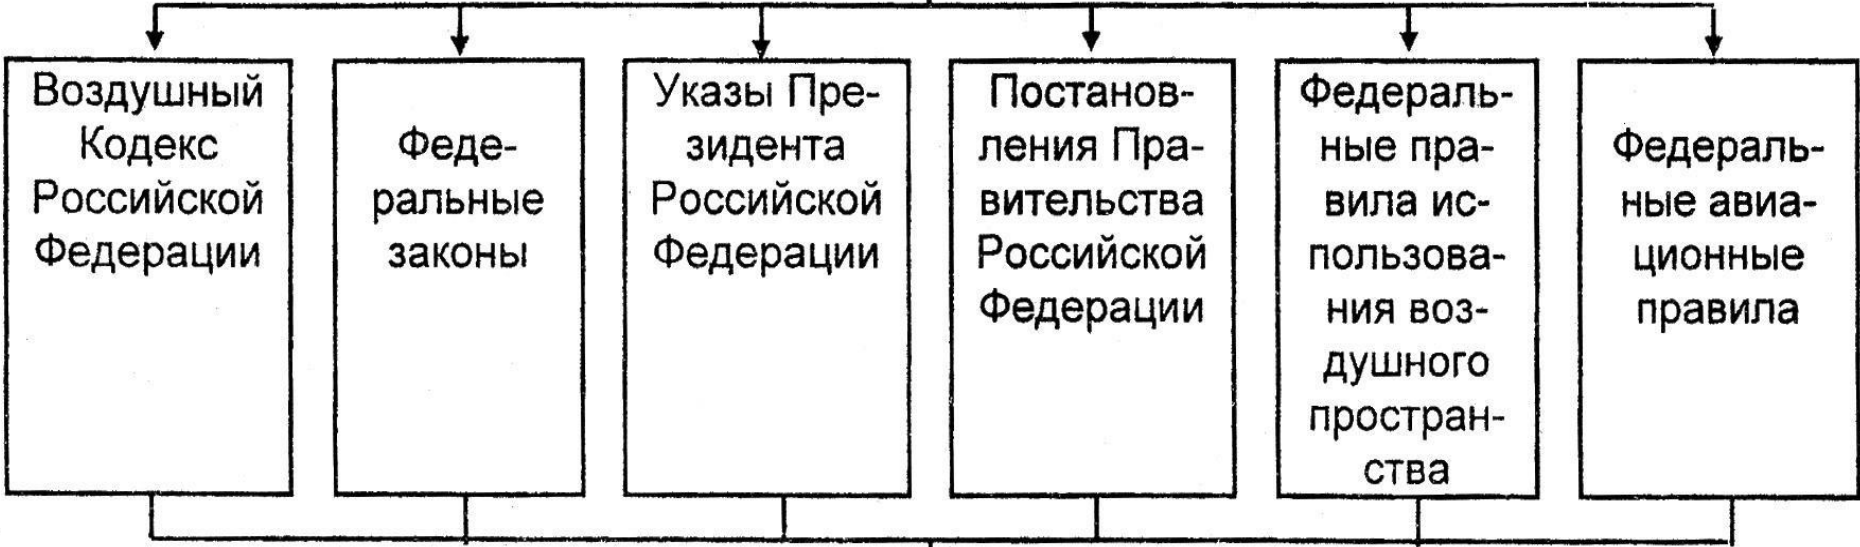 Воздушный
Кодекс
Российской
Федерации
Феде-
ральные
законы
Указы Пре-
зидента
Российской
Федерации
Постанов-
ления Пра-
вительства
Российской
Федерации
Федераль-
ные пра-
вила ис-
пользова-
ния воз-
душного
простран-
ства
Федераль-
ные авиа-
ционные
правила